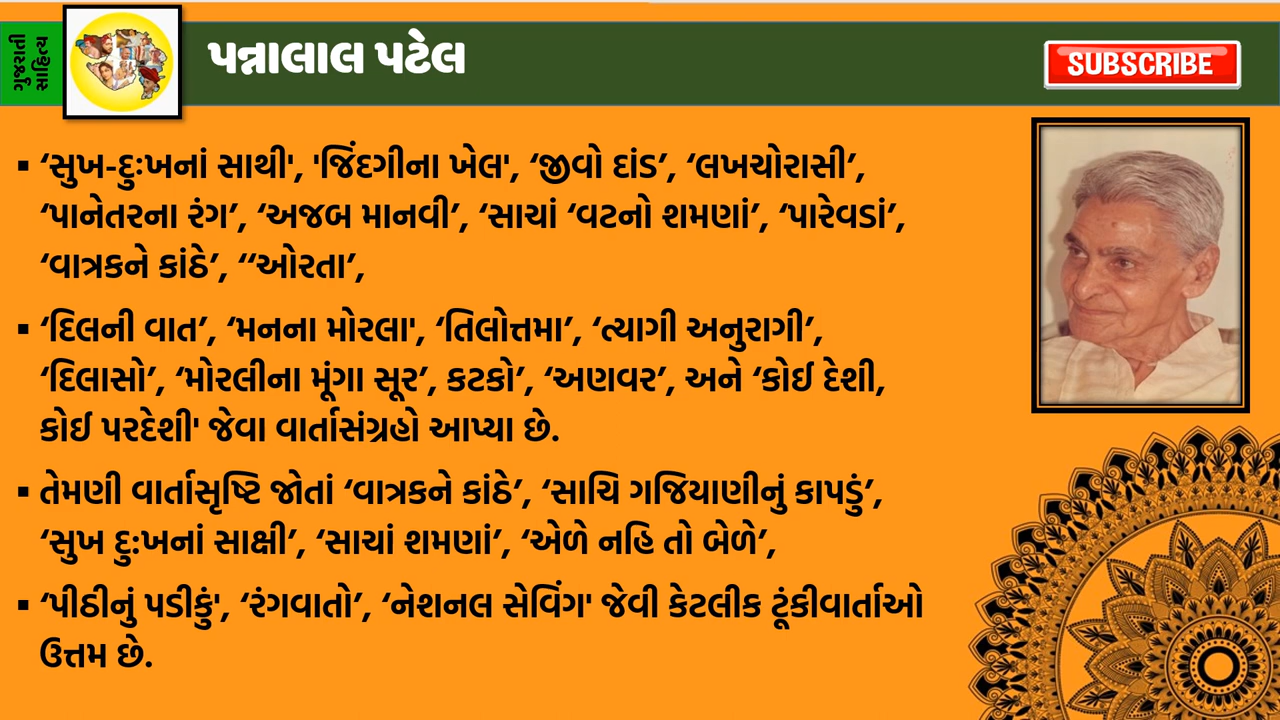 ગુજરાતી
સાહિત્ય
પન્નાલાલ પટેલ
SUBSCRIBE
▪ ‘સુખ-દુઃખનાં સાથી', 'જિંદગીના ખેલ', ‘જીવો દાંડ’, ‘લખચોરાસી’,
‘પાનેતરના રંગ’, ‘અજબ માનવી’, ‘સાચાં ‘વટનો શમણાં’, ‘પારેવડાં’,
‘વાત્રકને કાંઠે’, “ઓરતા’,
▪ ‘દિલની વાત’, ‘મનના મોરલા', ‘તિલોત્તમા’, ‘ત્યાગી અનુરાગી’,
‘દિલાસો’, ‘મોરલીના મૂંગા સૂર’, કટકો’, ‘અણવર’, અને ‘કોઈ દેશી,
કોઈ પરદેશી' જેવા વાર્તાસંગ્રહો આપ્યા છે.
▪ તેમણી વાર્તાસૃષ્ટિ જોતાં ‘વાત્રકને કાંઠે’, ‘સાચિ ગજિયાણીનું કાપડું’,
‘સુખ દુ:ખનાં સાક્ષી’, ‘સાચાં શમણાં’, ‘એળે નહિ તો બેળે’,
▪ ‘પીઠીનું પડીકું', ‘રંગવાતો’, ‘નેશનલ સેવિંગ' જેવી કેટલીક ટૂંકીવાર્તાઓ
ઉત્તમ છે.